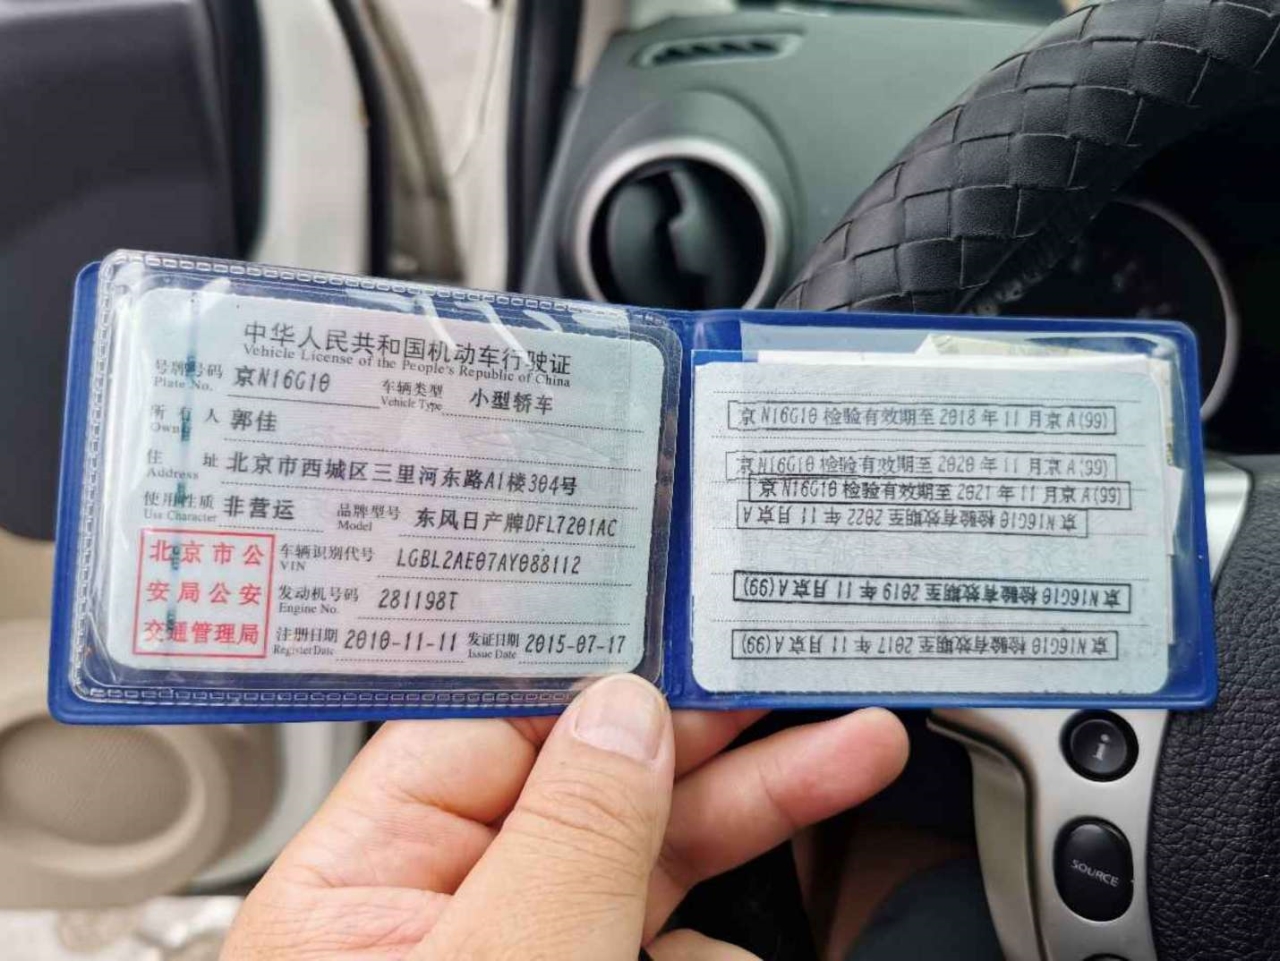 中华人民共和国机动车行驶证
Vehicle License of the People's Republic of China
号牌号码 京N16G10 车辆类型 小型轿车
Plate No. Vehicle Type
所有人 郭佳
Owner
住址 北京市西城区三里河东路A1楼304号
Address
使用性质 非营运 品牌型号 东风日产牌DFL7201AC
Use Character Model
北京市公
安局公安
交通管理局
车辆识别代号 LGBL2AE07AY088112
VIN
发动机号码 281198T
Engine No.
注册日期 2010-11-11 发证日期 2015-07-17
Register Date Issue Date
京N16G10检验有效期至2018年11月京A(99)
京N16G10检验有效期至2020年11月京A(99)
京N16G10检验有效期至2021年11月京A(99)
京N16G10检验有效期至2022年11月京A
京N16G10检验有效期至2019年11月京A(99)
京N16G10检验有效期至2017年11月京A(99)
i
SOURCE